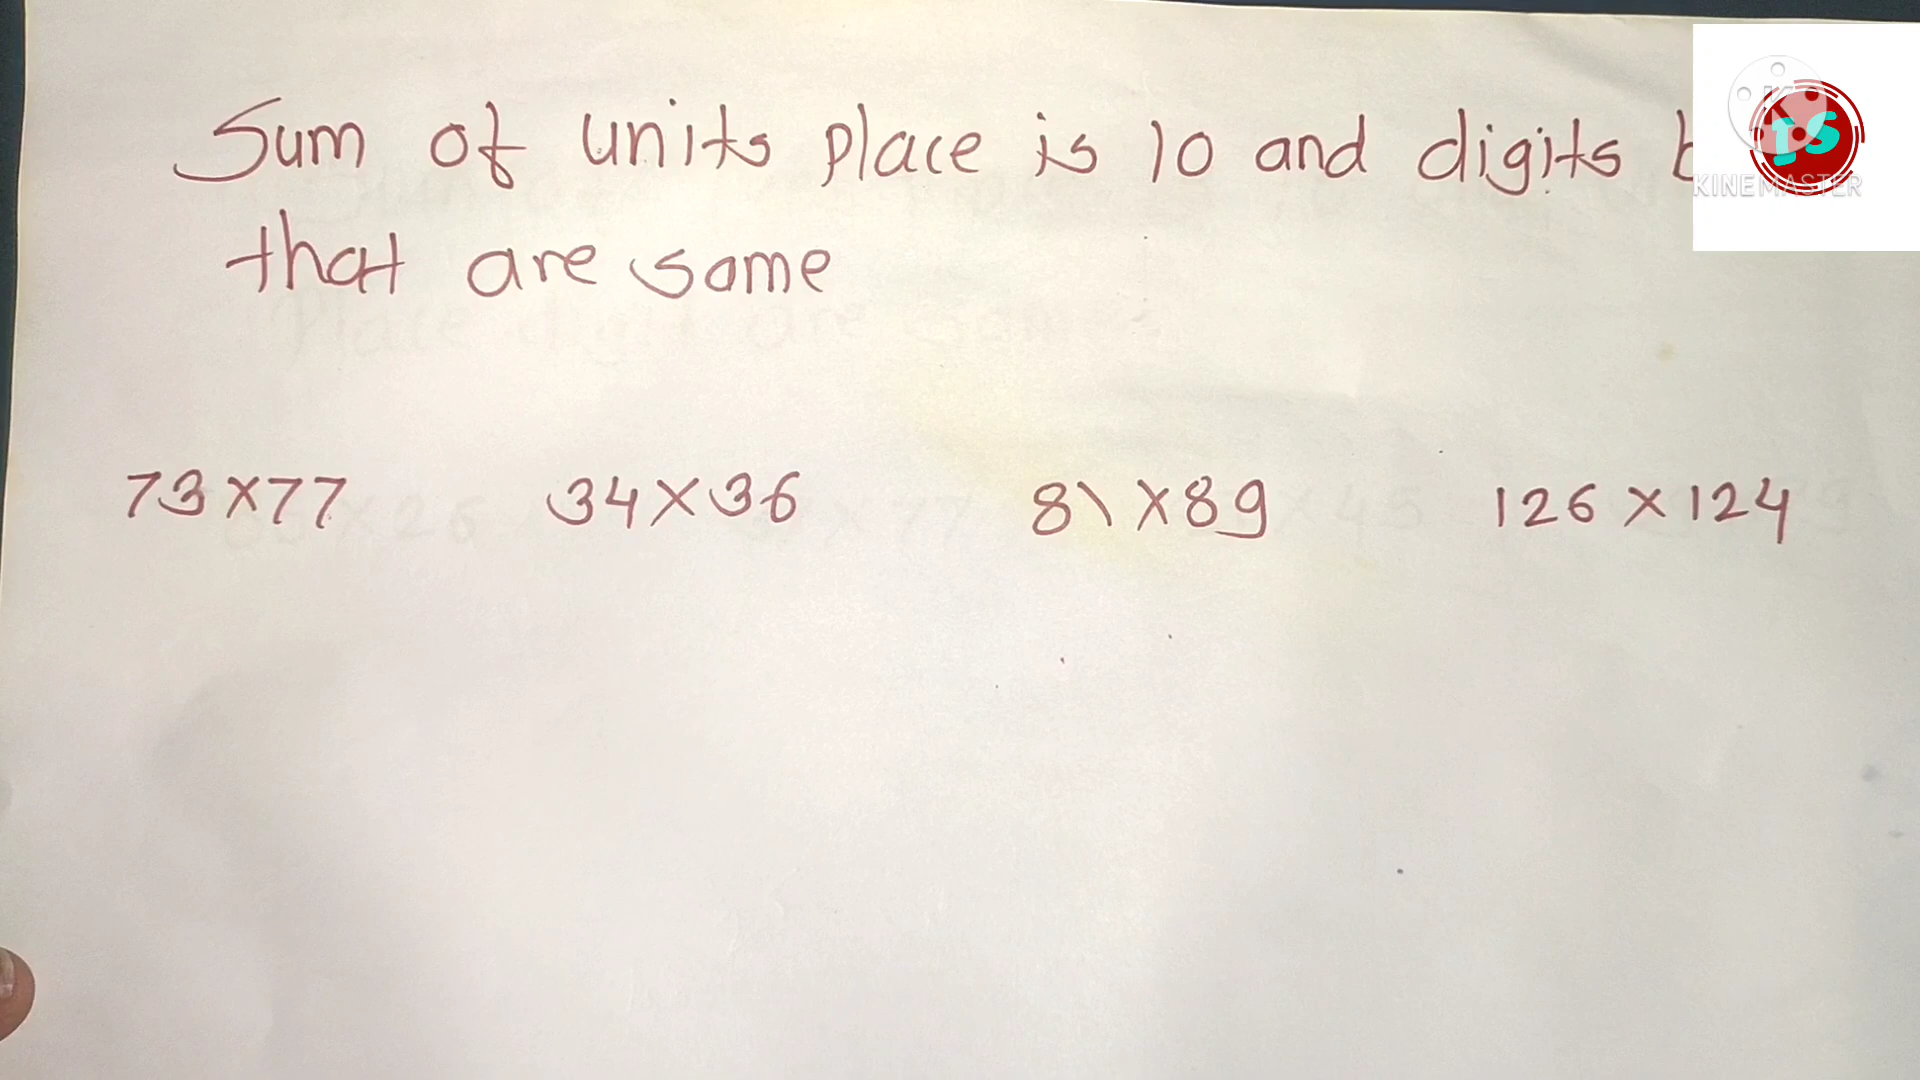 Sum of units place is 10 and digits
that are same
73×77 34×36 81×89 126×124
TS
KINEMASTER